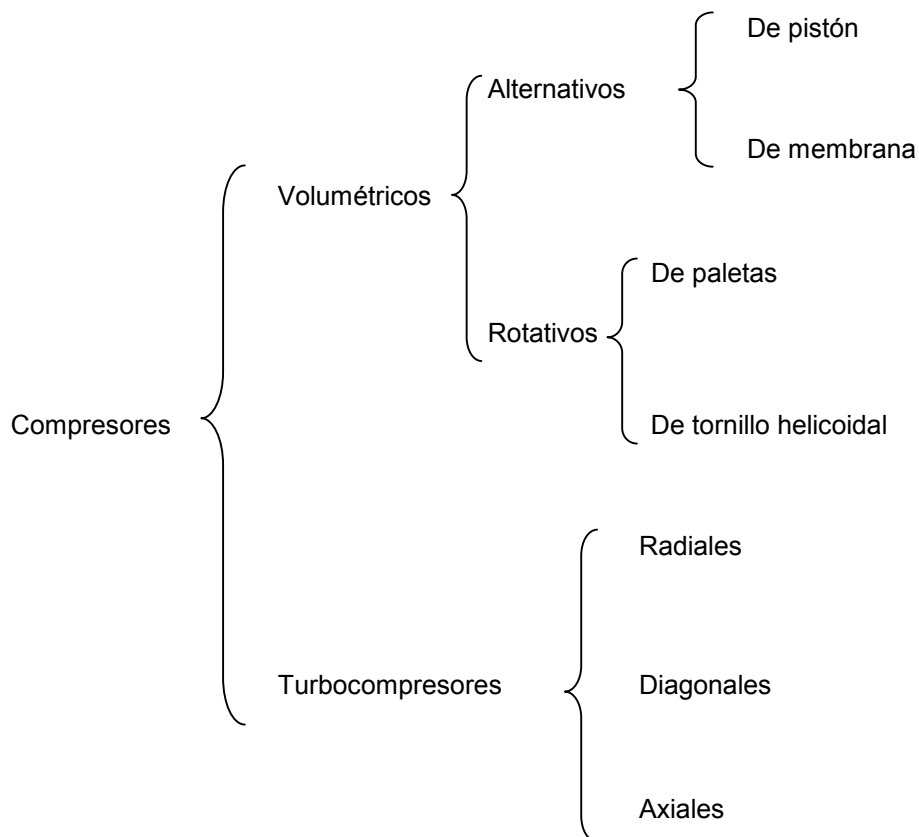 De pistón
Alternativos
De membrana
Volumétricos
De paletas
Rotativos
De tornillo helicoidal
Compresores
Radiales
Turbocompresores
Diagonales
Axiales